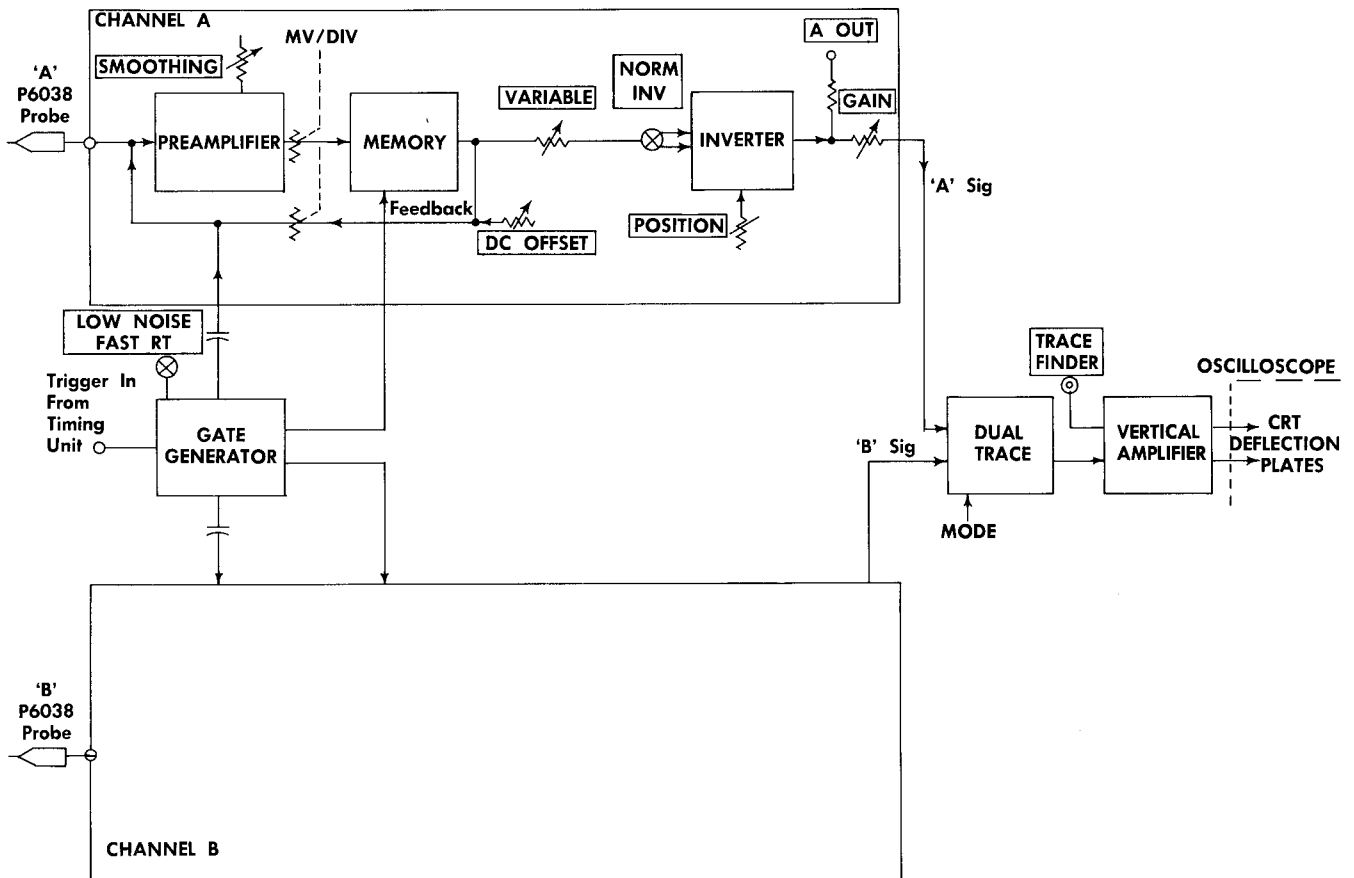 CHANNEL A
MV/DIV
SMOOTHING
'A'
P6038
Probe
PREAMPLIFIER
MEMORY
VARIABLE
NORM
INV
INVERTER
A OUT
GAIN
'A' Sig
Feedback
DC OFFSET
POSITION
LOW NOISE
FAST RT
Trigger In
From
Timing
Unit
GATE
GENERATOR
TRACE
FINDER
OSCILLOSCOPE
'B' Sig
DUAL
TRACE
VERTICAL
AMPLIFIER
CRT
DEFLECTION
PLATES
MODE
'B'
P6038
Probe
CHANNEL B